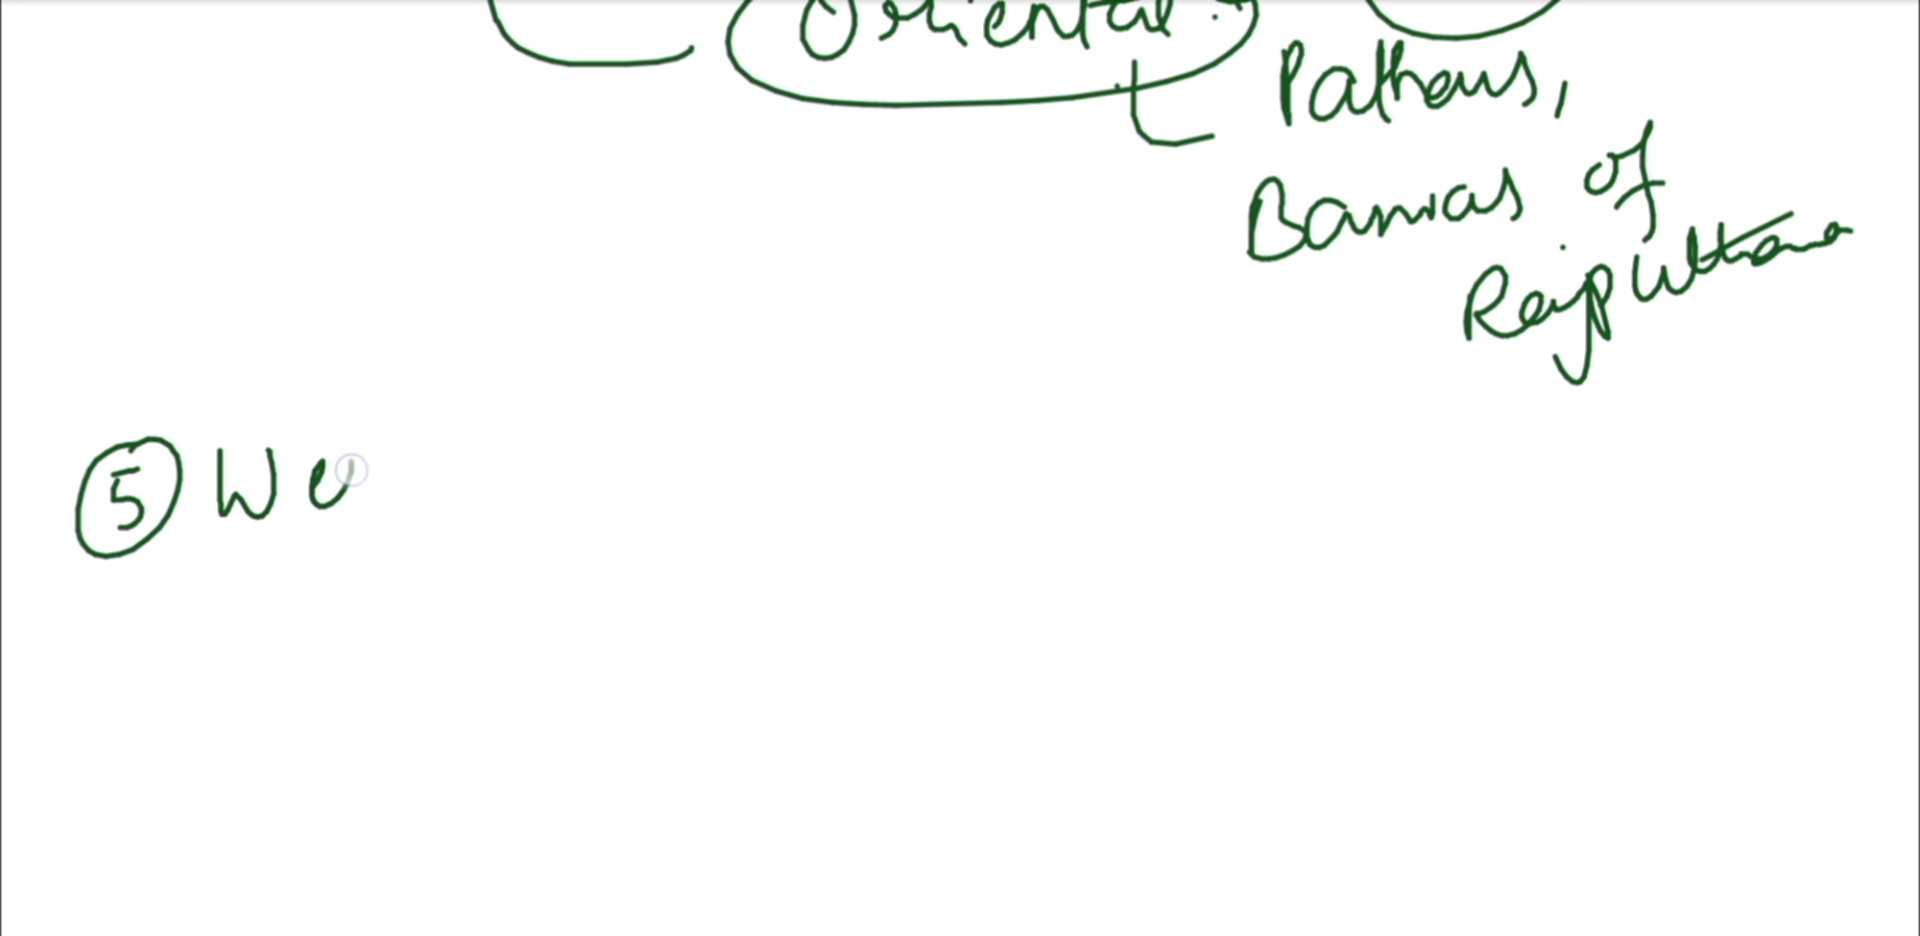 Oriental.
Pathans,
Banias of
Rajputana
⑤ We